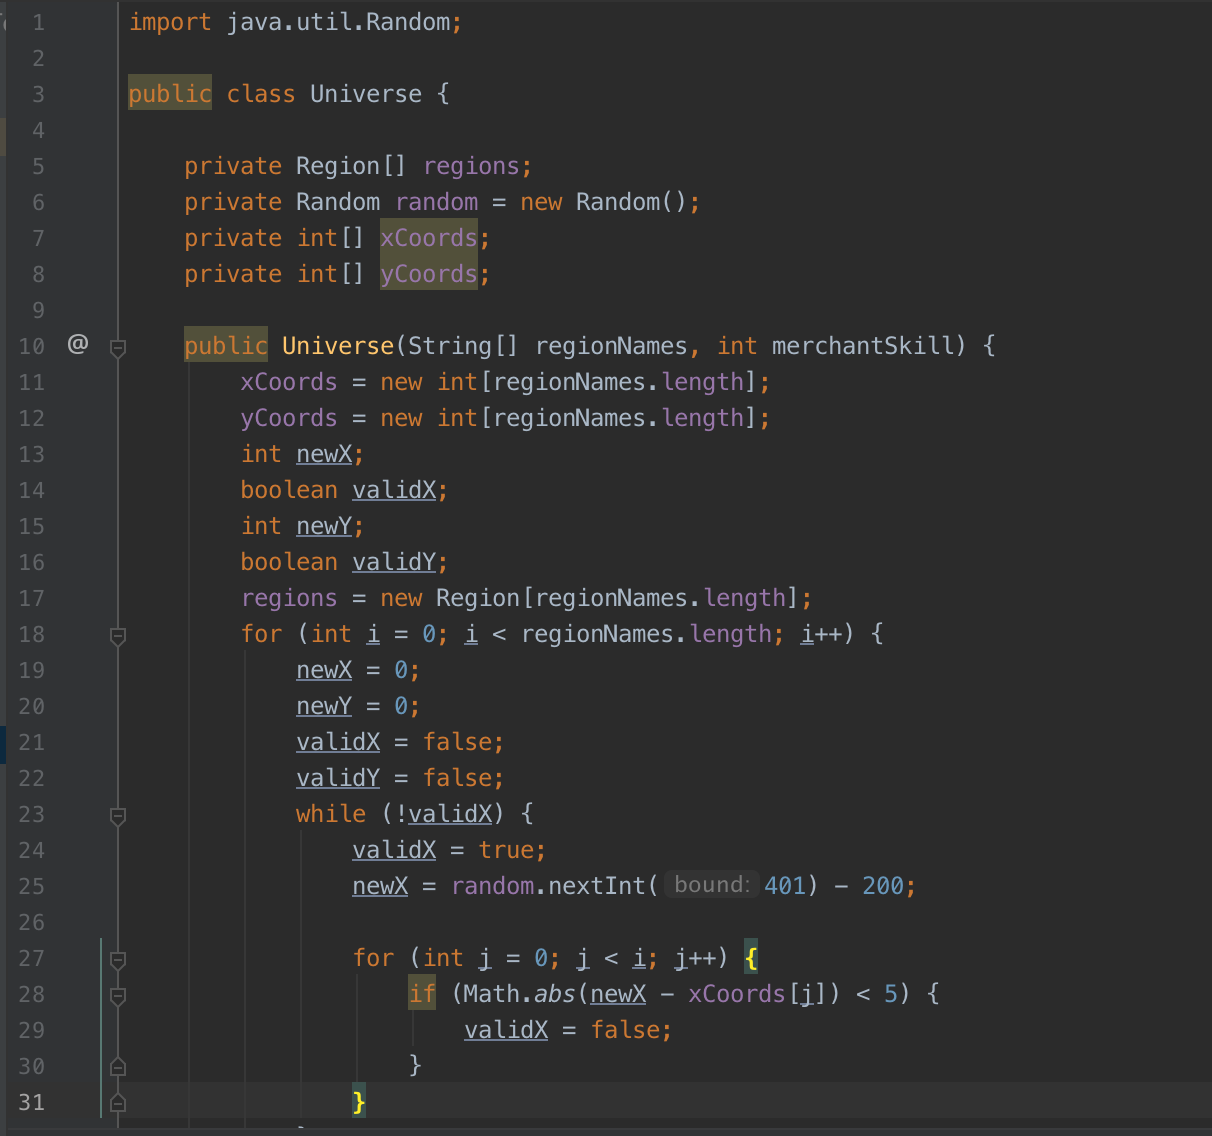 1 import java.util.Random;
2
3 public class Universe {
4
5 private Region[] regions;
6 private Random random = new Random();
7 private int[] xCoords;
8 private int[] yCoords;
9
10 @ public Universe(String[] regionNames, int merchantSkill) {
11 xCoords = new int[regionNames.length];
12 yCoords = new int[regionNames.length];
13 int newX;
14 boolean validX;
15 int newY;
16 boolean validY;
17 regions = new Region[regionNames.length];
18 for (int i = 0; i < regionNames.length; i++) {
19 newX = 0;
20 newY = 0;
21 validX = false;
22 validY = false;
23 while (!validX) {
24 validX = true;
25 newX = random.nextInt( bound: 401) - 200;
26
27 for (int j = 0; j < i; j++) {
28 if (Math.abs(newX - xCoords[j]) < 5) {
29 validX = false;
30 }
31 }